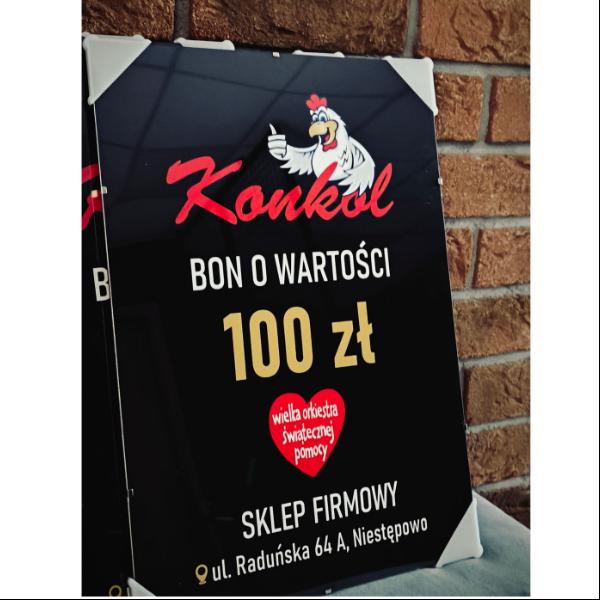 Konkol
BON O WARTOŚCI
100 zł
wielka orkiestra
świątecznej
pomocy
SKLEP FIRMOWY
ul. Raduńska 64 A, Niestępowo
B